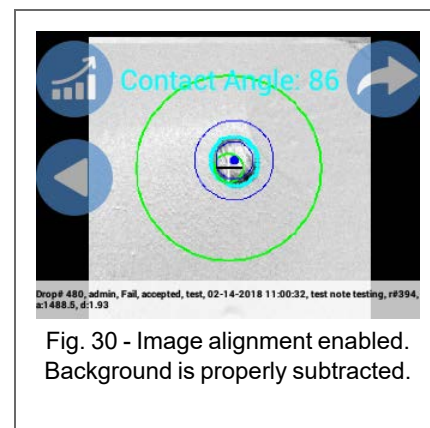 Contact Angle: 86
Drop# 480, admin, Fail, accepted, test, 02-14-2018 11:00:32, test note testing, r#394,
a:1488.5, d:1.93
Fig. 30 - Image alignment enabled.
Background is properly subtracted.